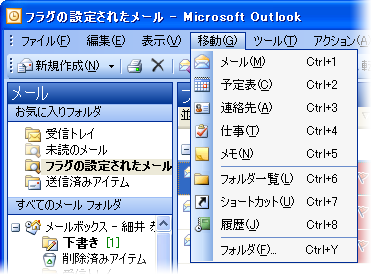 フラグの設定されたメール - Microsoft Outlook
ファイル(F) 編集(E) 表示(V) 移動(G) ツール(T) アクション(A)
新規作成(N)
メール
お気に入りフォルダ
受信トレイ
未読のメール
フラグの設定されたメール
送信済みアイテム
すべてのメール フォルダ
メールボックス - 細井
下書き [1]
削除済みアイテム
メール(M) Ctrl+1
予定表(C) Ctrl+2
連絡先(A) Ctrl+3
仕事(T) Ctrl+4
メモ(N) Ctrl+5
フォルダ一覧(L) Ctrl+6
ショートカット(U) Ctrl+7
履歴(J) Ctrl+8
フォルダ(F)... Ctrl+Y